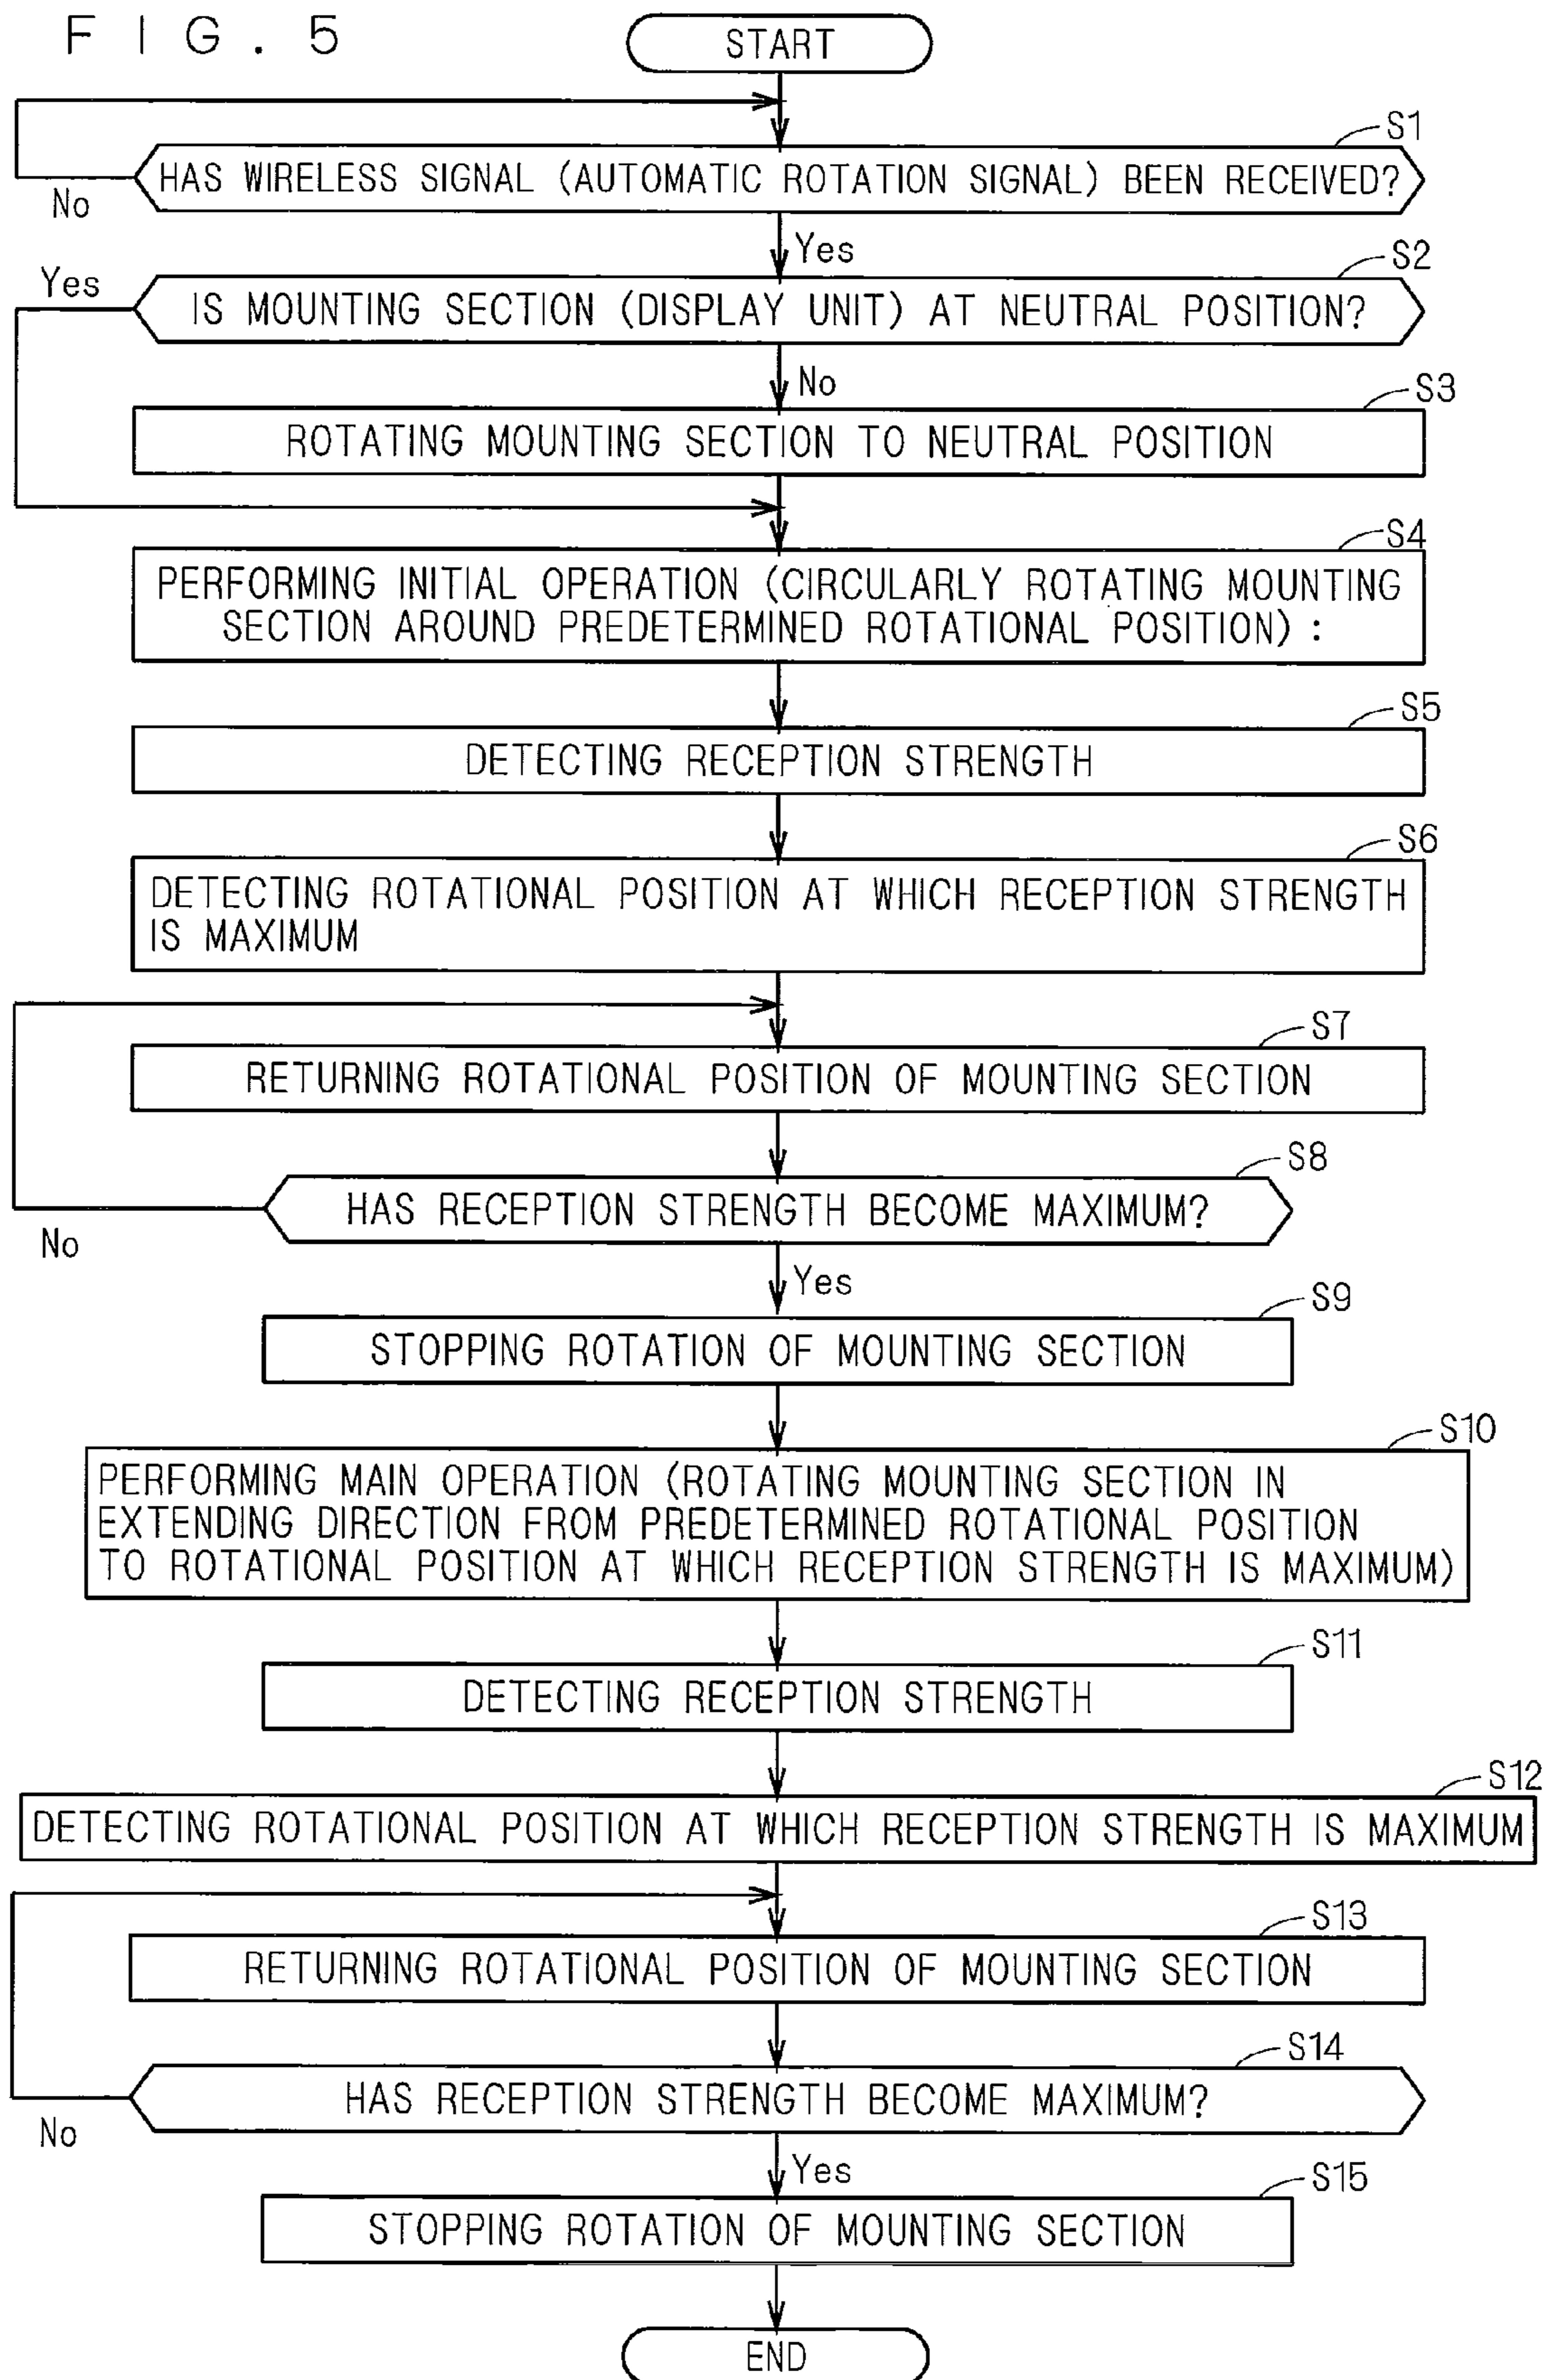 FIG. 5
START
S1
HAS WIRELESS SIGNAL (AUTOMATIC ROTATION SIGNAL) BEEN RECEIVED?
No
Yes
S2
Yes
IS MOUNTING SECTION (DISPLAY UNIT) AT NEUTRAL POSITION?
No
S3
ROTATING MOUNTING SECTION TO NEUTRAL POSITION
S4
PERFORMING INITIAL OPERATION (CIRCULARLY ROTATING MOUNTING
SECTION AROUND PREDETERMINED ROTATIONAL POSITION) :
S5
DETECTING RECEPTION STRENGTH
S6
DETECTING ROTATIONAL POSITION AT WHICH RECEPTION STRENGTH
IS MAXIMUM
S7
RETURNING ROTATIONAL POSITION OF MOUNTING SECTION
S8
HAS RECEPTION STRENGTH BECOME MAXIMUM?
No
Yes
S9
STOPPING ROTATION OF MOUNTING SECTION
S10
PERFORMING MAIN OPERATION (ROTATING MOUNTING SECTION IN
EXTENDING DIRECTION FROM PREDETERMINED ROTATIONAL POSITION
TO ROTATIONAL POSITION AT WHICH RECEPTION STRENGTH IS MAXIMUM)
S11
DETECTING RECEPTION STRENGTH
S12
DETECTING ROTATIONAL POSITION AT WHICH RECEPTION STRENGTH IS MAXIMUM
S13
RETURNING ROTATIONAL POSITION OF MOUNTING SECTION
S14
HAS RECEPTION STRENGTH BECOME MAXIMUM?
No
Yes
S15
STOPPING ROTATION OF MOUNTING SECTION
END